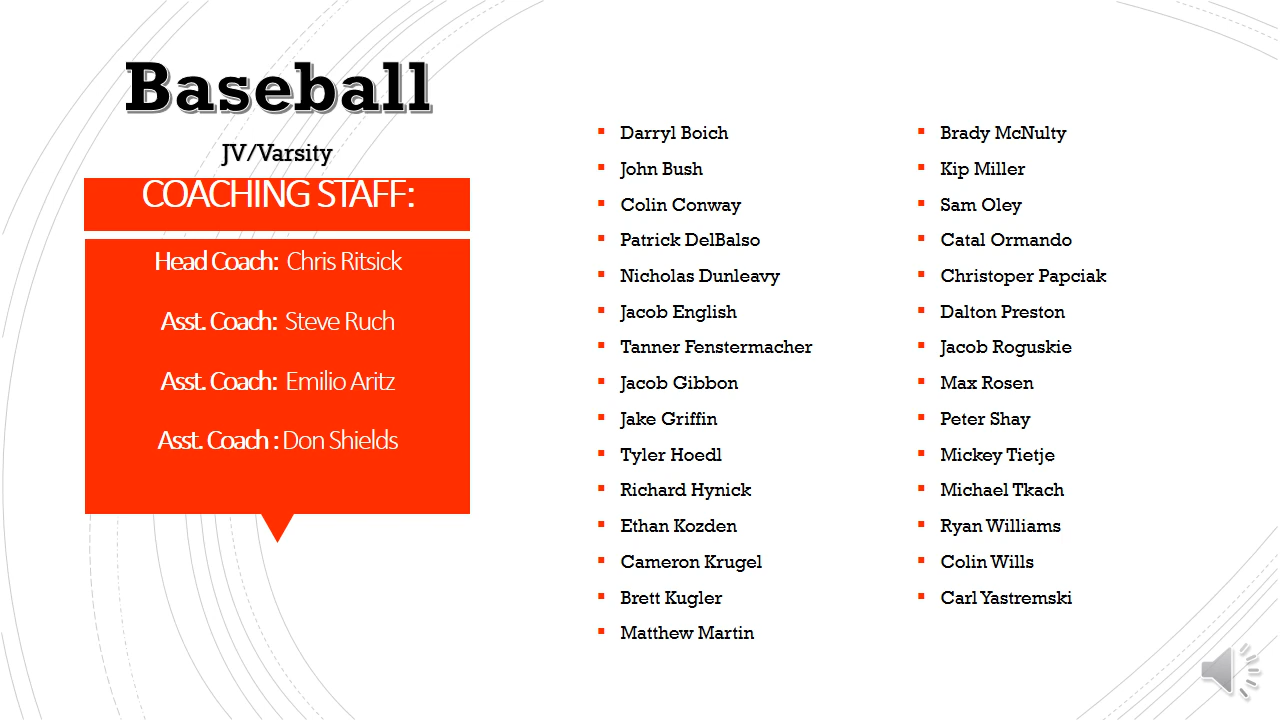 Baseball
JV/Varsity
COACHING STAFF:
Head Coach: Chris Ritsick
Asst. Coach: Steve Ruch
Asst. Coach: Emilio Aritz
Asst. Coach : Don Shields
Darryl Boich
John Bush
Colin Conway
Patrick DelBalso
Nicholas Dunleavy
Jacob English
Tanner Fenstermacher
Jacob Gibbon
Jake Griffin
Tyler Hoedl
Richard Hynick
Ethan Kozden
Cameron Krugel
Brett Kugler
Matthew Martin
Brady McNulty
Kip Miller
Sam Oley
Catal Ormando
Christoper Papciak
Dalton Preston
Jacob Roguskie
Max Rosen
Peter Shay
Mickey Tietje
Michael Tkach
Ryan Williams
Colin Wills
Carl Yastremski